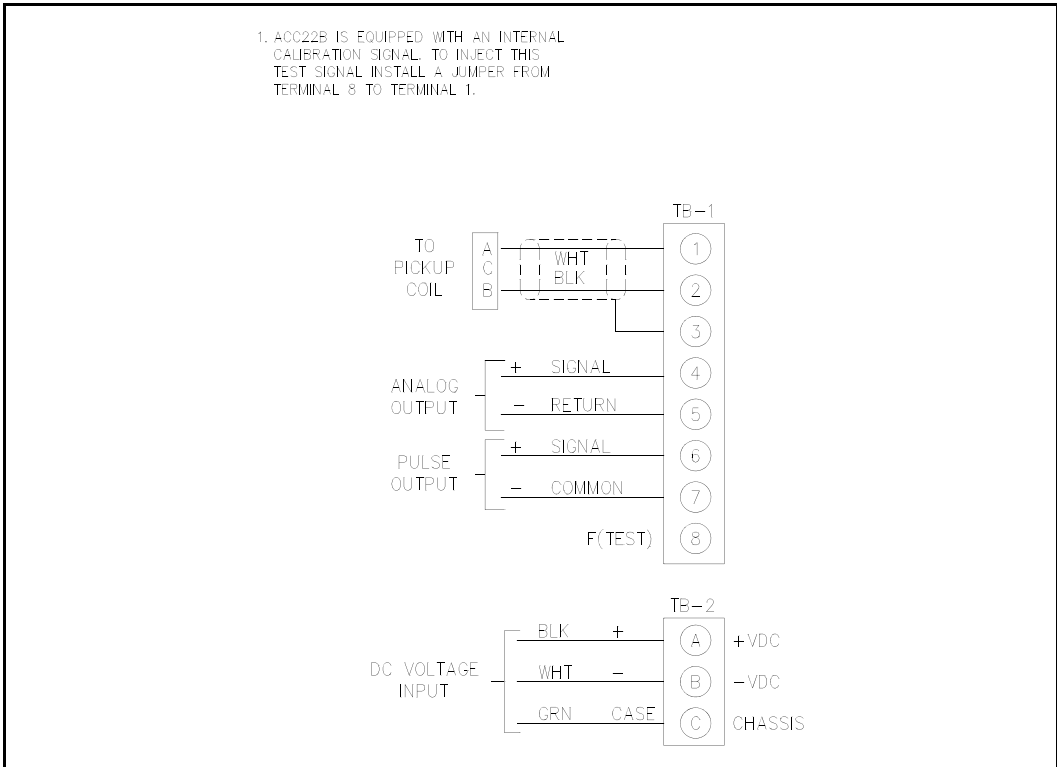 1. ACC22B IS EQUIPPED WITH AN INTERNAL
CALIBRATION SIGNAL. TO INJECT THIS
TEST SIGNAL INSTALL A JUMPER FROM
TERMINAL 8 TO TERMINAL 1.
TB-1
TO
PICKUP
COIL
A
C
B
WHT
BLK
1
2
3
ANALOG
OUTPUT
+ SIGNAL
- RETURN
4
5
PULSE
OUTPUT
+ SIGNAL
- COMMON
6
7
F(TEST) 8
TB-2
DC VOLTAGE
INPUT
BLK + A +VDC
WHT - B -VDC
GRN CASE C CHASSIS